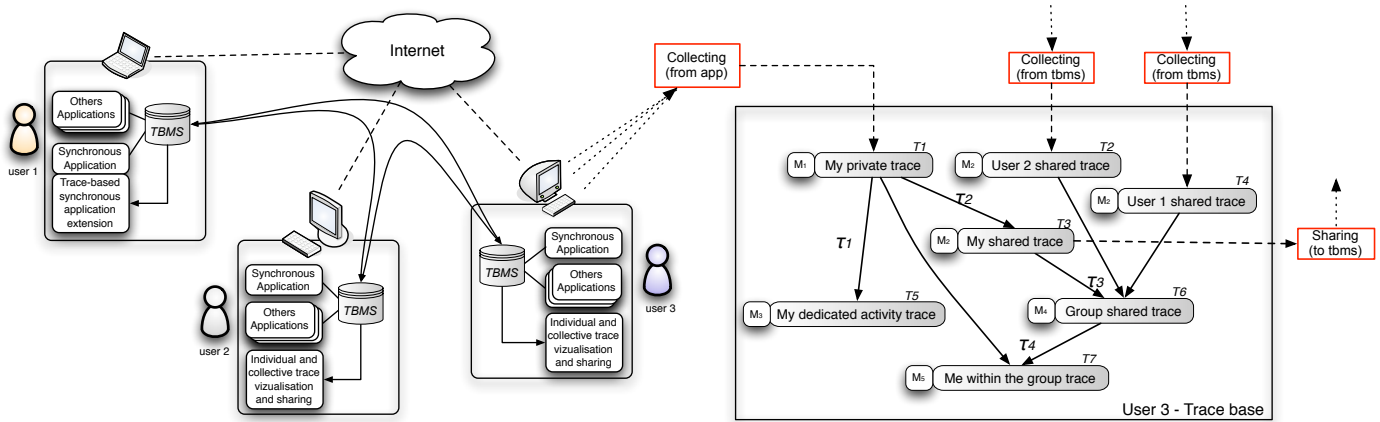 Internet
Others
Applications
TBMS
Synchronous
Application
Trace-based
synchronous
application
extension
user 1
Synchronous
Application
Others
Applications
TBMS
Individual and
collective trace
vizualisation
and sharing
user 2
TBMS
Synchronous
Application
Others
Applications
Individual and
collective trace
vizualisation
and sharing
user 3
Collecting
(from app)
Collecting
(from tbms)
Collecting
(from tbms)
T1
M1 My private trace
T2
M2 User 2 shared trace
T4
M2 User 1 shared trace
τ2
T3
M2 My shared trace
Sharing
(to tbms)
τ1
τ3
T5
M3 My dedicated activity trace
T6
M4 Group shared trace
τ4
T7
M5 Me within the group trace
User 3 - Trace base